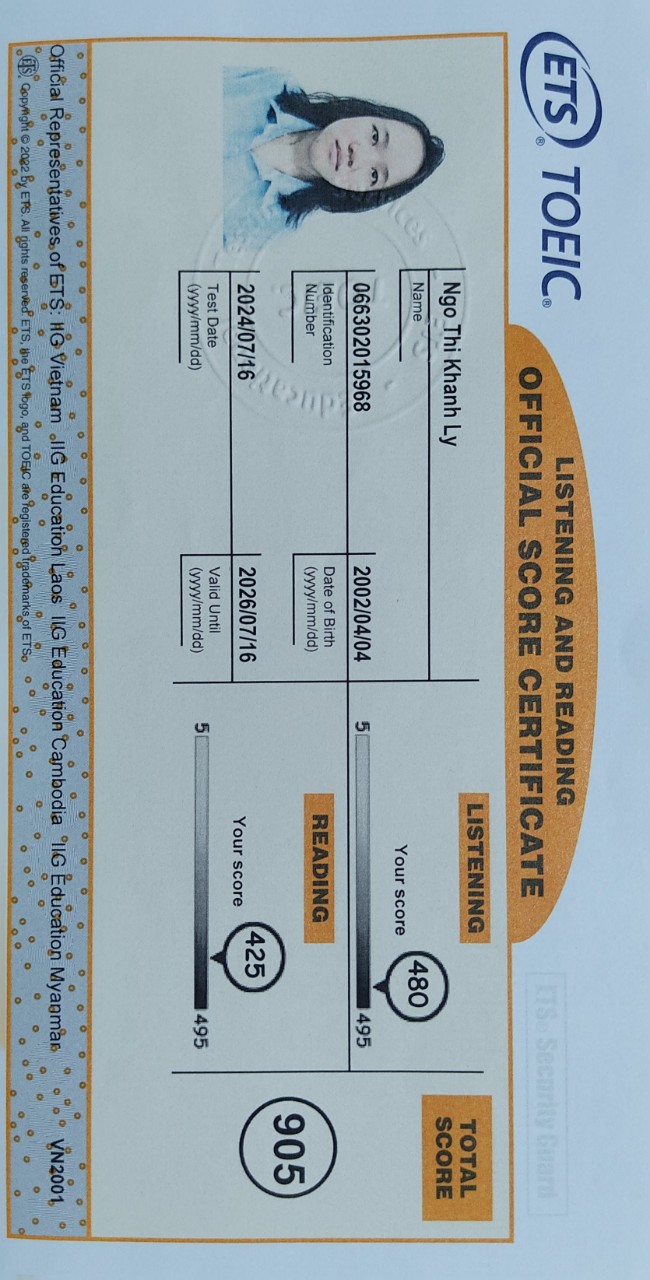 ETS® TOEIC®
LISTENING AND READING
OFFICIAL SCORE CERTIFICATE
ETS® Security Guard
Ngo Thi Khanh Ly
Name
066302015968
Identification
Number
2002/04/04
Date of Birth
(yyyy/mm/dd)
2024/07/16
Test Date
(yyyy/mm/dd)
2026/07/16
Valid Until
(yyyy/mm/dd)
LISTENING
Your score 480
5 495
READING
Your score 425
5 495
TOTAL
SCORE
905
Official Representatives of ETS: IIG Vietnam IIG Education Laos IIG Education Cambodia IIG Education Myanmar VN2001
ETS Copyright © 2022 by ETS. All rights reserved. ETS, the ETS logo, and TOEIC are registered trademarks of ETS.